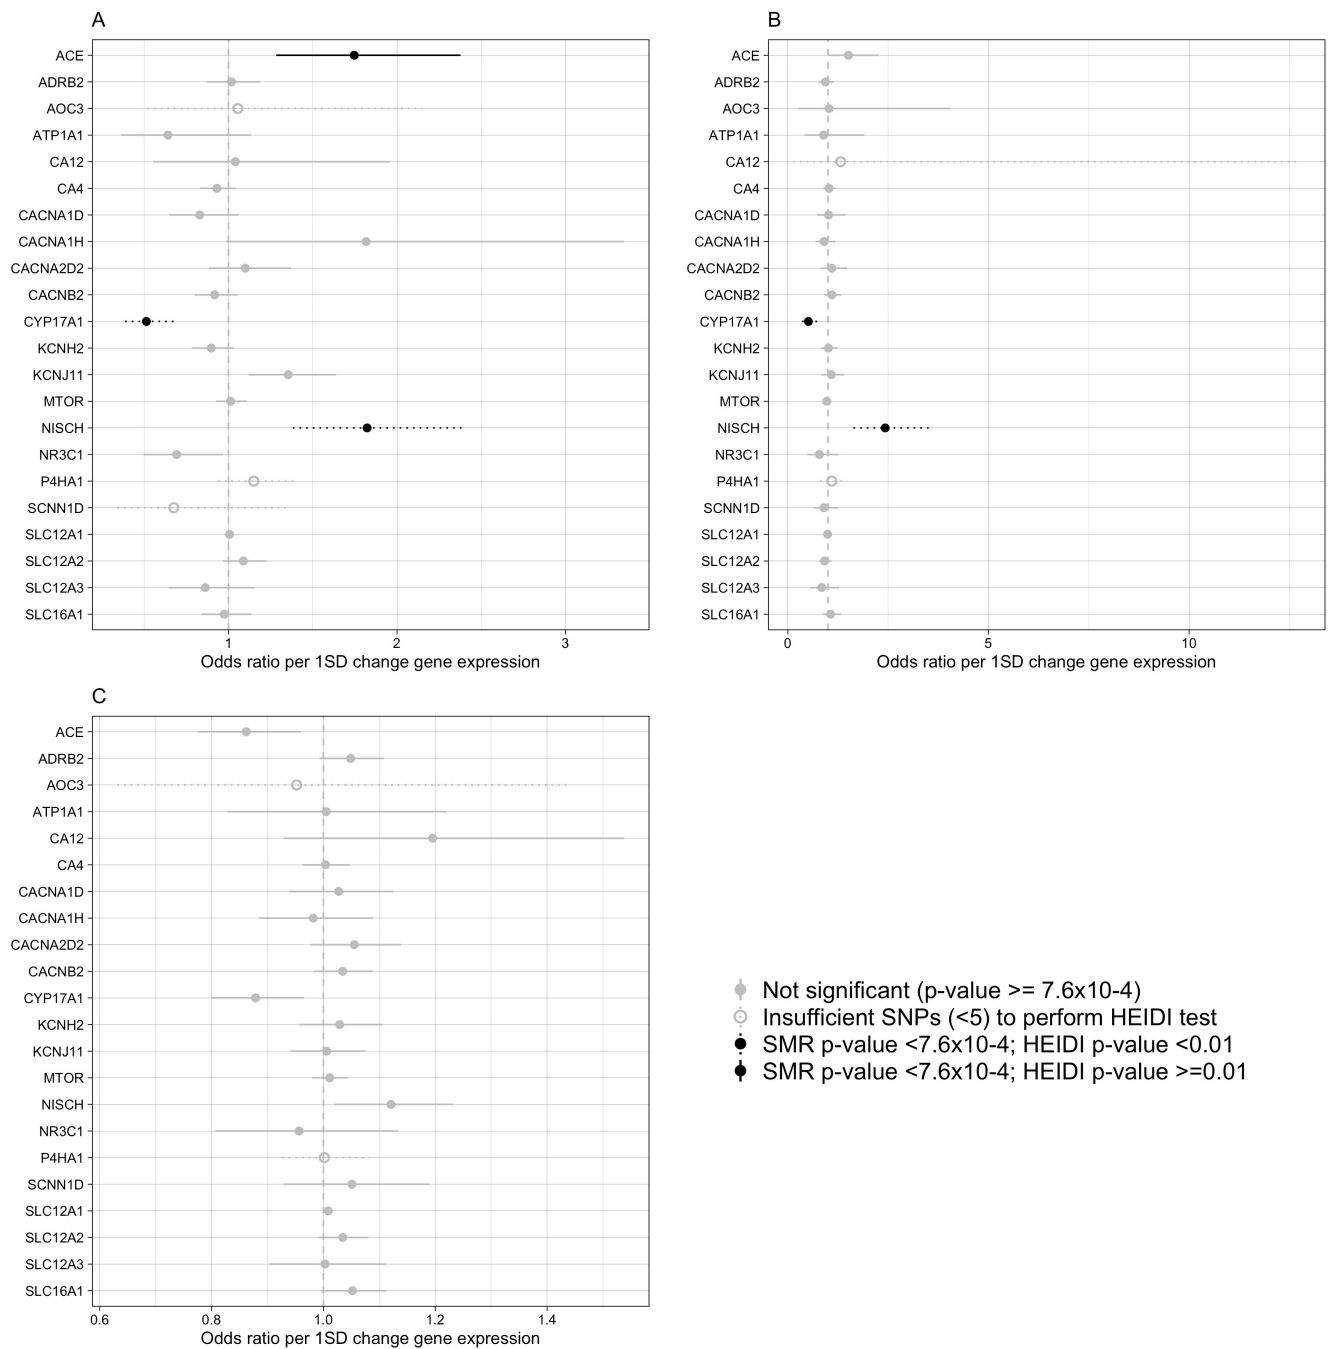 A
ACE
ADRB2
AOC3
ATP1A1
CA12
CA4
CACNA1D
CACNA1H
CACNA2D2
CACNB2
CYP17A1
KCNH2
KCNJ11
MTOR
NISCH
NR3C1
P4HA1
SCNN1D
SLC12A1
SLC12A2
SLC12A3
SLC16A1
1 2 3
Odds ratio per 1SD change gene expression
B
ACE
ADRB2
AOC3
ATP1A1
CA12
CA4
CACNA1D
CACNA1H
CACNA2D2
CACNB2
CYP17A1
KCNH2
KCNJ11
MTOR
NISCH
NR3C1
P4HA1
SCNN1D
SLC12A1
SLC12A2
SLC12A3
SLC16A1
0 5 10
Odds ratio per 1SD change gene expression
C
ACE
ADRB2
AOC3
ATP1A1
CA12
CA4
CACNA1D
CACNA1H
CACNA2D2
CACNB2
CYP17A1
KCNH2
KCNJ11
MTOR
NISCH
NR3C1
P4HA1
SCNN1D
SLC12A1
SLC12A2
SLC12A3
SLC16A1
0.6 0.8 1.0 1.2 1.4
Odds ratio per 1SD change gene expression
Not significant (p-value >= 7.6x10-4)
Insufficient SNPs (<5) to perform HEIDI test
SMR p-value <7.6x10-4; HEIDI p-value <0.01
SMR p-value <7.6x10-4; HEIDI p-value >=0.01